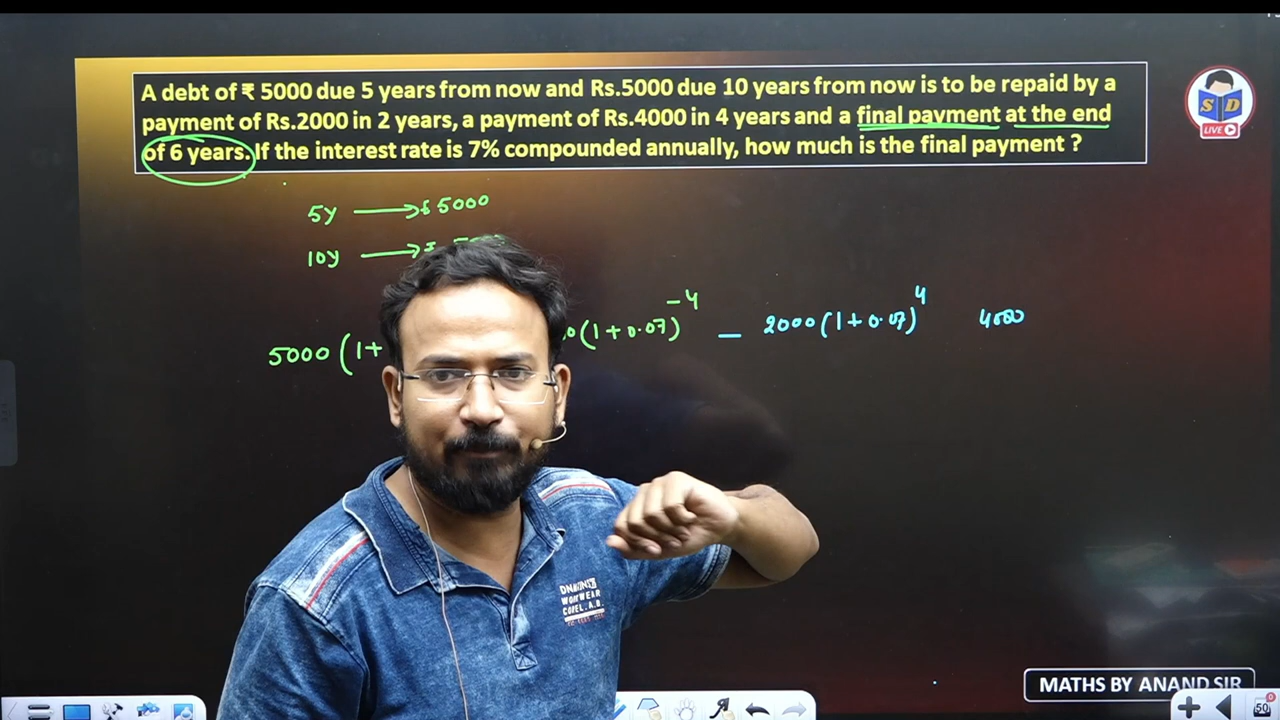 A debt of ₹ 5000 due 5 years from now and Rs.5000 due 10 years from now is to be repaid by a
payment of Rs.2000 in 2 years, a payment of Rs.4000 in 4 years and a final payment at the end
of 6 years. If the interest rate is 7% compounded annually, how much is the final payment ?
S D
LIVE
5y → ₹ 5000
10y → ₹
5000 (1+ 0(1+0.07)^-4 – 2000(1+0.07)^4 4000
WORKWEAR
MATHS BY ANAND SIR
50